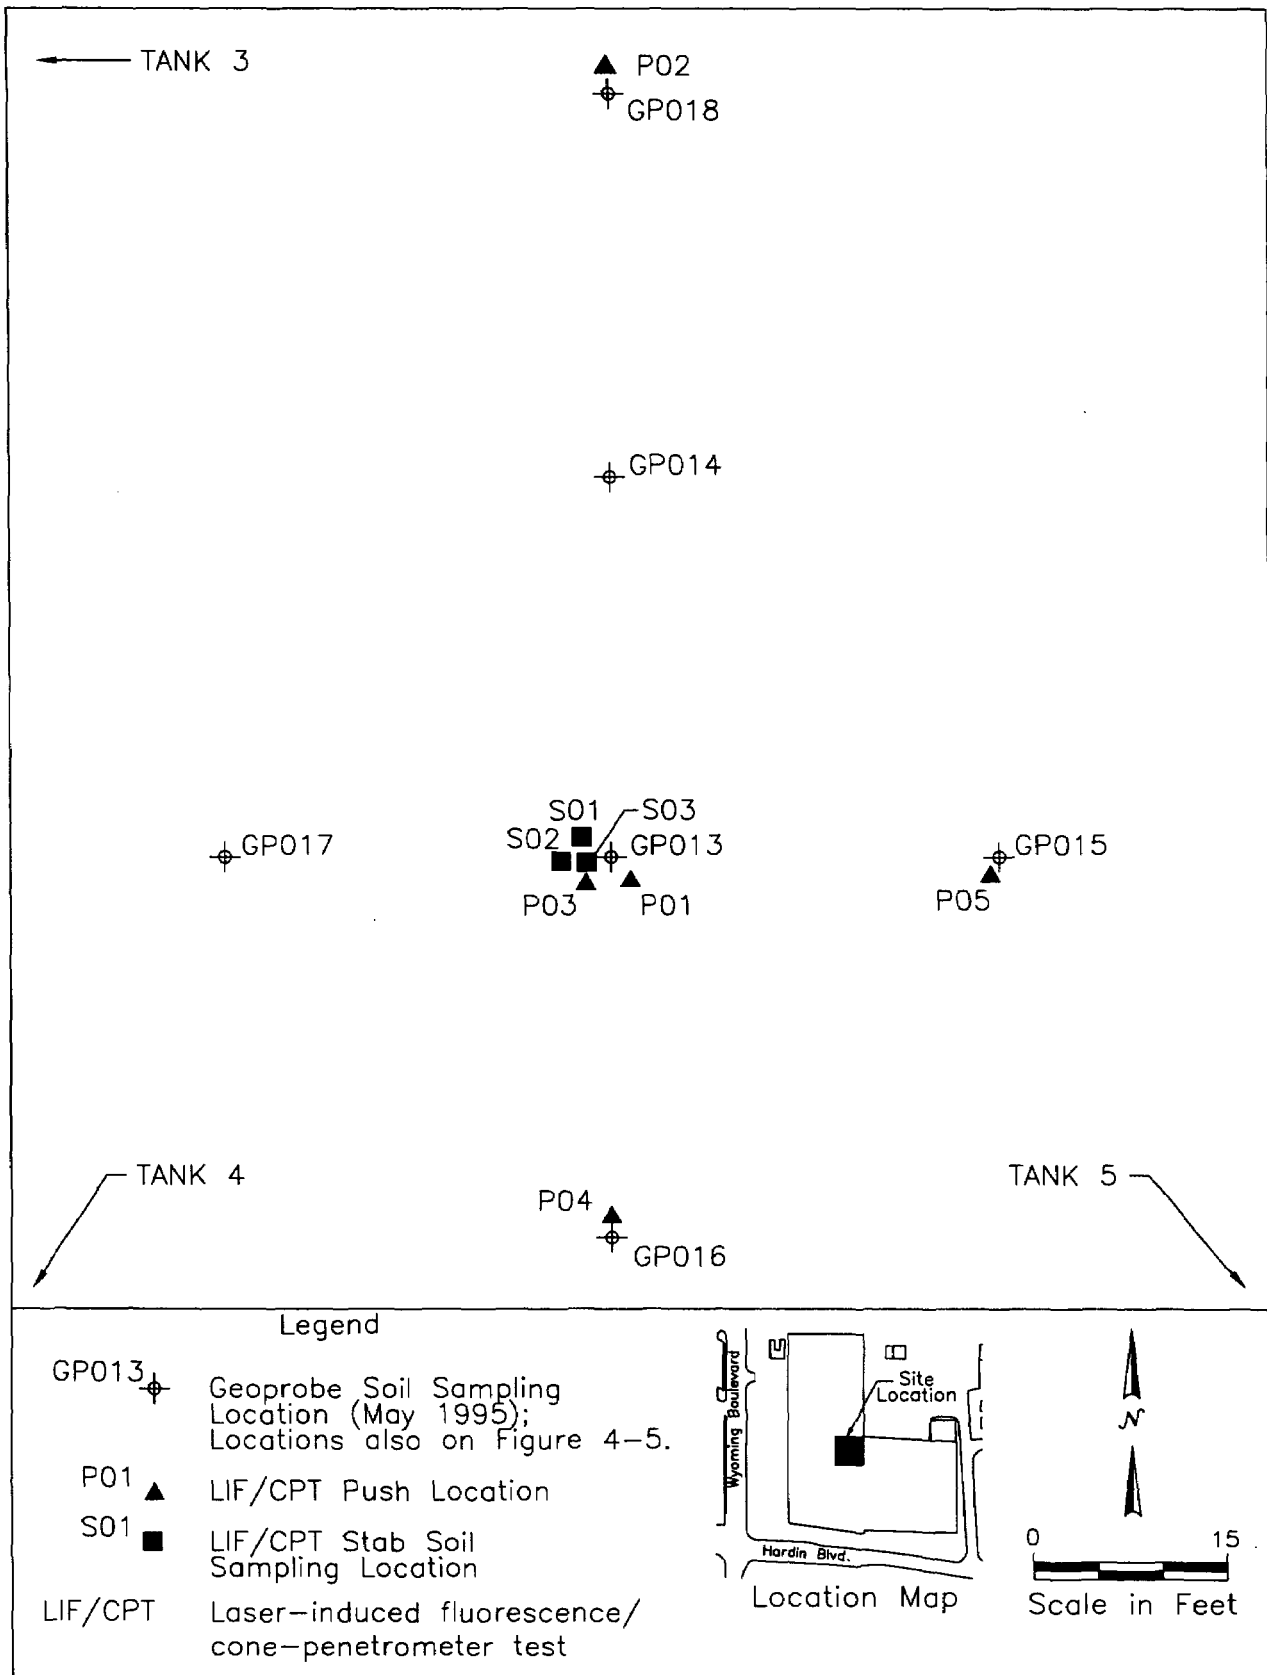 TANK 3
P02
GP018
GP014
S01
S03
S02
GP017
GP013
GP015
P03
P01
P05
TANK 4
TANK 5
P04
GP016
Legend
GP013
Geoprobe Soil Sampling
Location (May 1995);
Locations also on Figure 4-5.
P01
LIF/CPT Push Location
S01
LIF/CPT Stab Soil
Sampling Location
LIF/CPT
Laser-induced fluorescence/
cone-penetrometer test
Wyoming Boulevard
Site
Location
Hardin Blvd.
Location Map
N
0 15
Scale in Feet